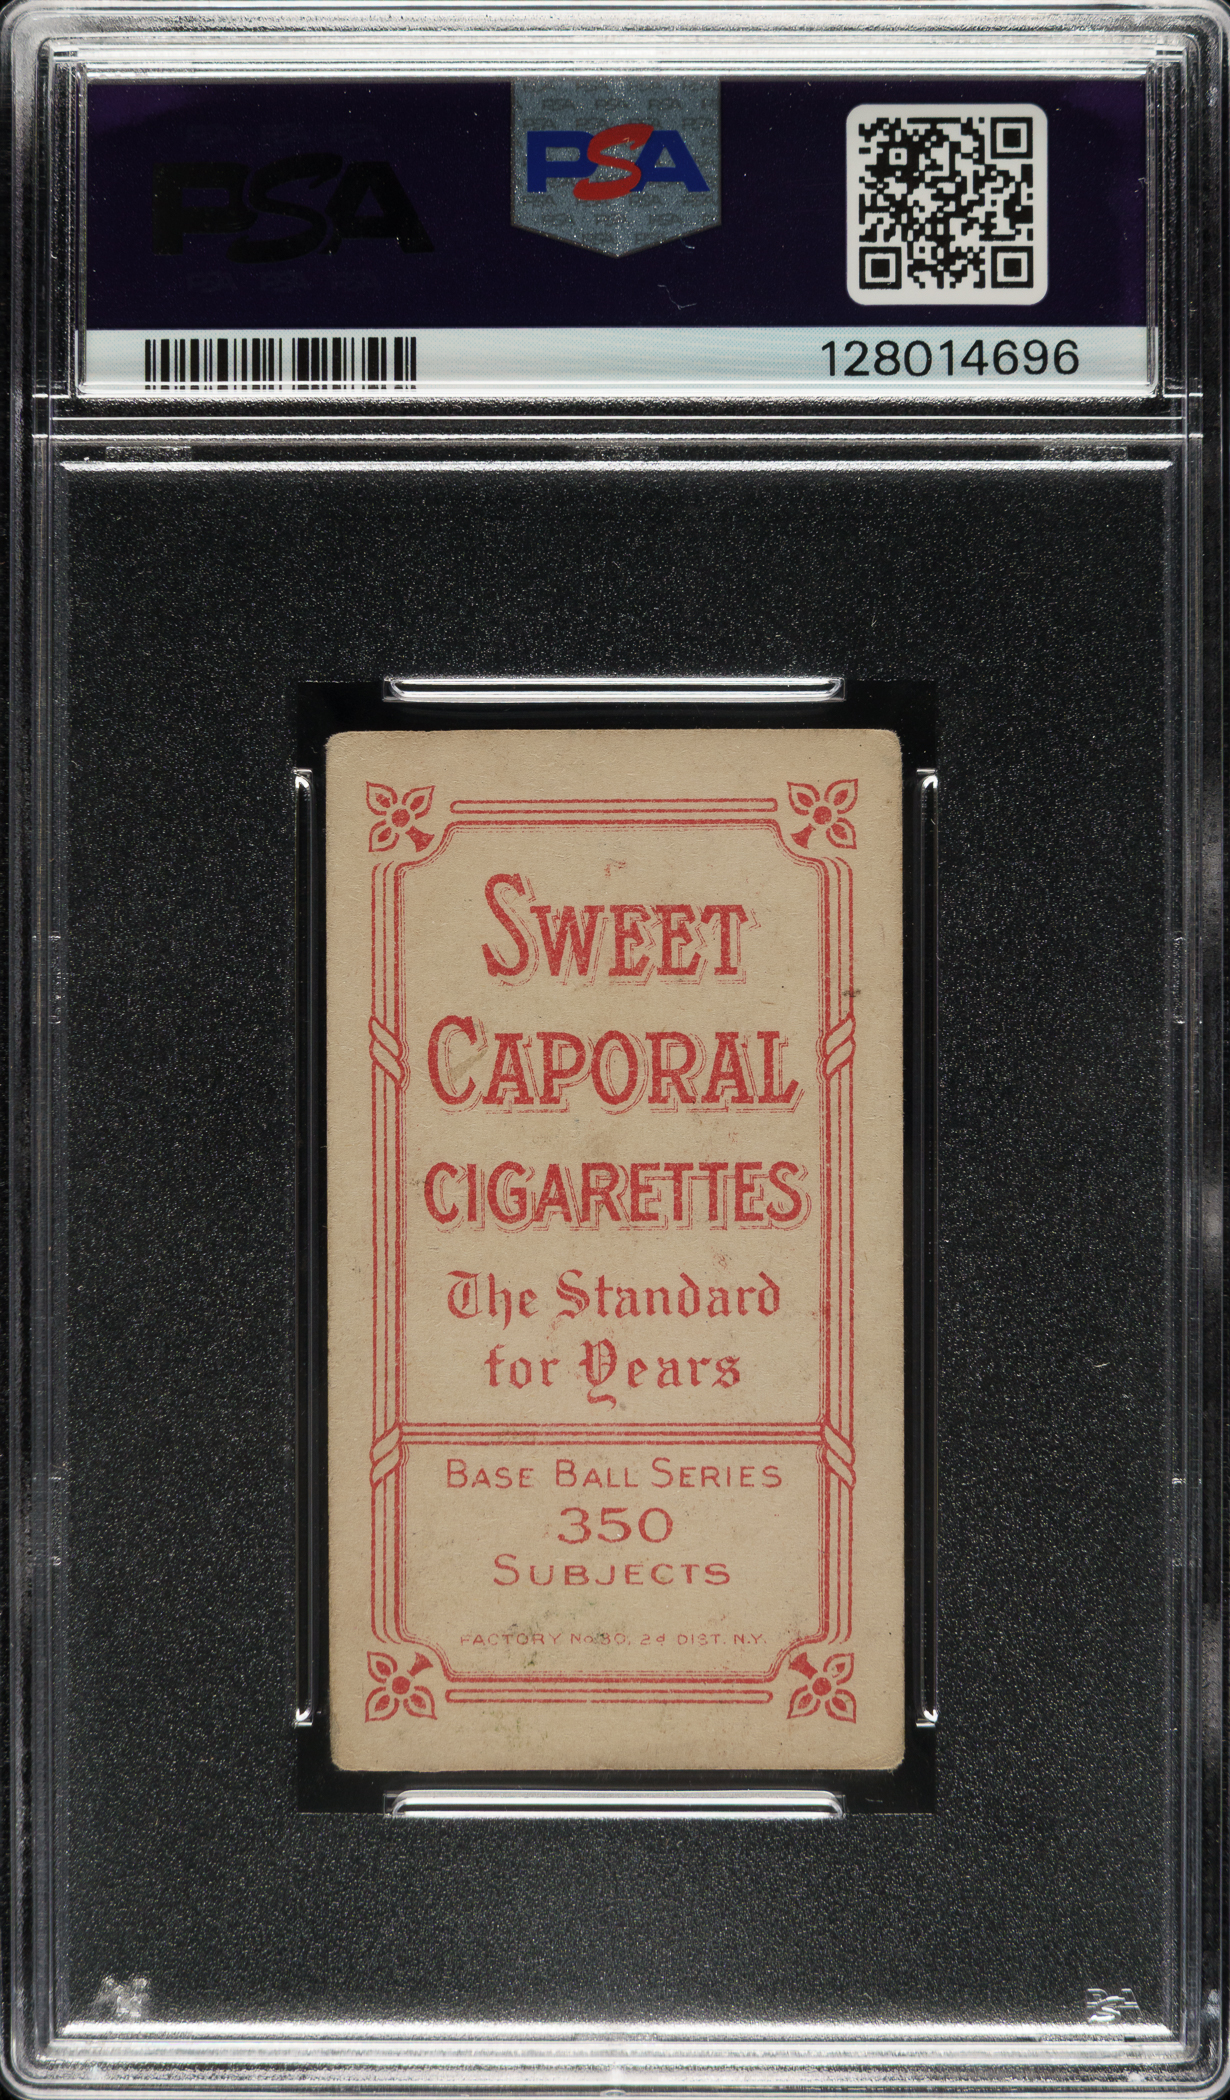 PSA
PSA
128014696
SWEET
CAPORAL
CIGARETTES
The Standard
for Years
BASE BALL SERIES
350
SUBJECTS
FACTORY No 30, 2d DIST. N.Y.